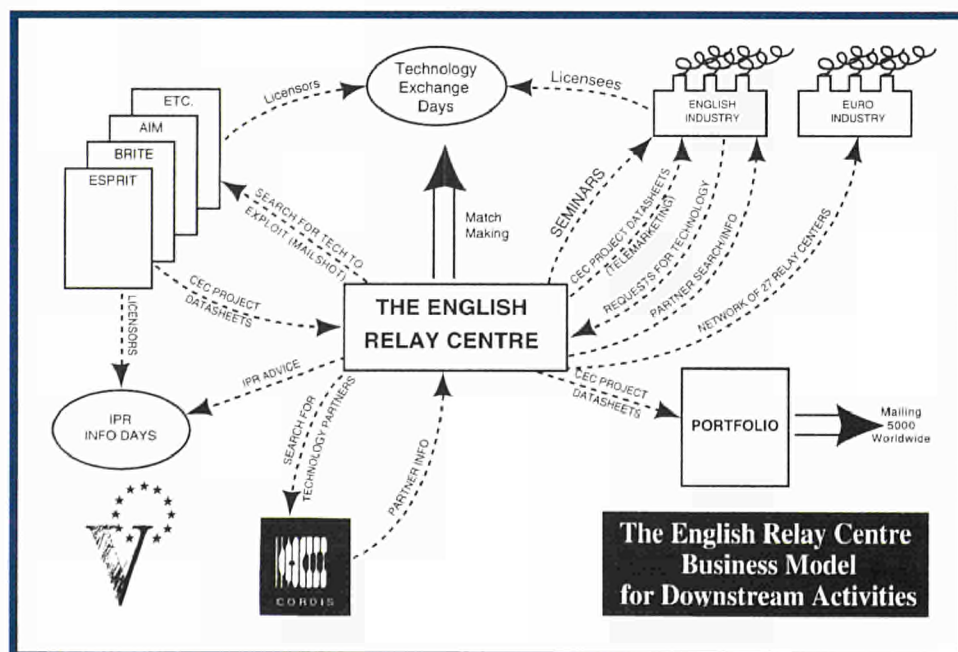 Technology
Exchange
Days
Licensors
Licensees
ENGLISH
INDUSTRY
EURO
INDUSTRY
ETC.
AIM
BRITE
ESPRIT
SEARCH FOR TECH TO
EXPLOIT (MAILSHOT)
Match
Making
SEMINARS
CEC PROJECT DATASHEETS
(TELEMARKETING)
REQUESTS FOR TECHNOLOGY
PARTNER SEARCH/INFO
NETWORK OF 27 RELAY CENTERS
CEC PROJECT
DATASHEETS
THE ENGLISH
RELAY CENTRE
LICENSORS
IPR ADVICE
IPR
INFO DAYS
SEARCH FOR
TECHNOLOGY PARTNERS
PARTNER INFO
CEC PROJECT
DATASHEETS
PORTFOLIO
Mailing
5000
Worldwide
CORDIS
The English Relay Centre
Business Model
for Downstream Activities